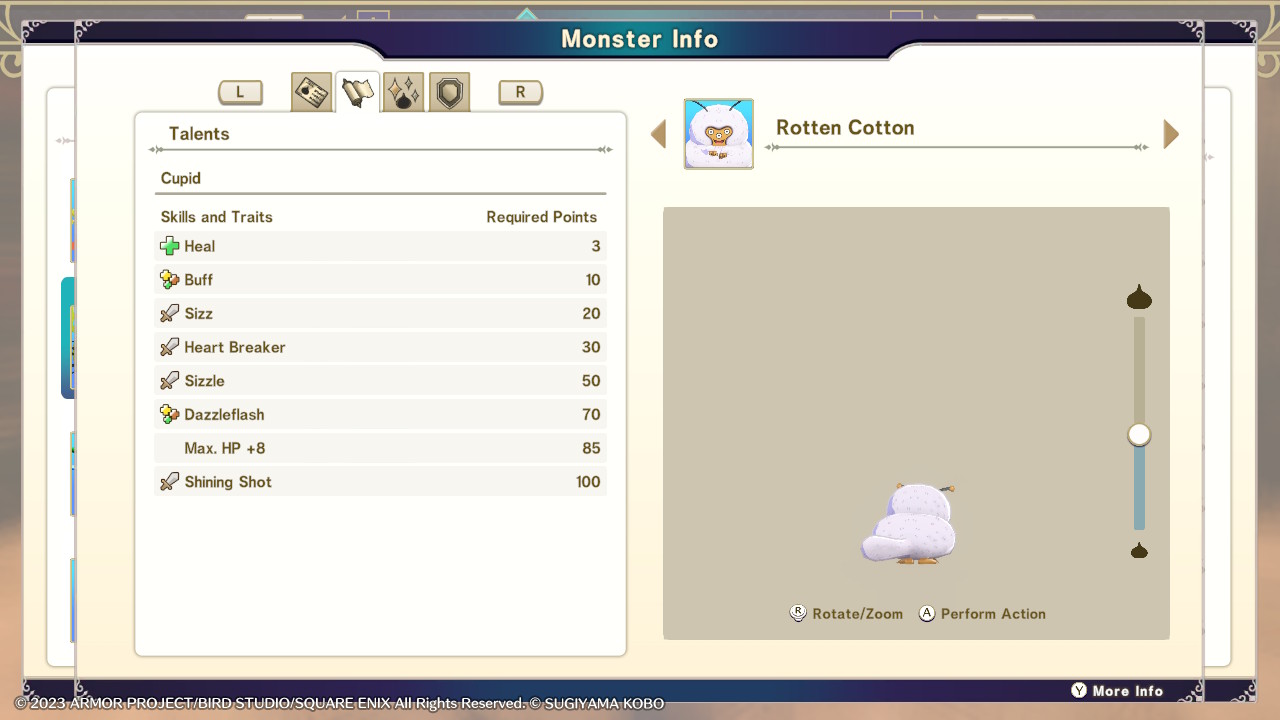 Monster Info
L
R
Talents
Rotten Cotton
Cupid
Skills and Traits Required Points
Heal 3
Buff 10
Sizz 20
Heart Breaker 30
Sizzle 50
Dazzleflash 70
Max. HP +8 85
Shining Shot 100
R Rotate/Zoom A Perform Action
Y More Info
© 2023 ARMOR PROJECT/BIRD STUDIO/SQUARE ENIX All Rights Reserved. © SUGIYAMA KOBO